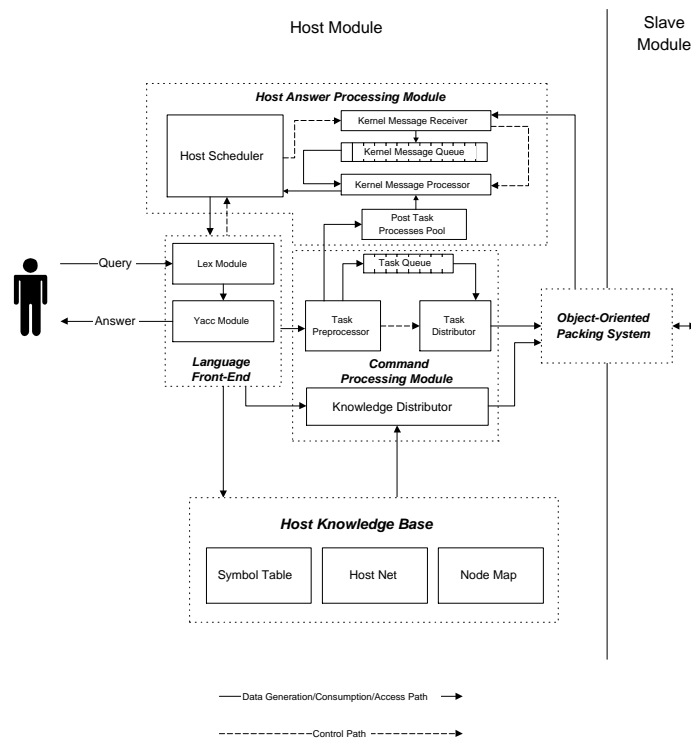 Host Module
Slave
Module
Host Answer Processing Module
Kernel Message Receiver
Host Scheduler
Kernel Message Queue
Kernel Message Processor
Post Task
Processes Pool
Query
Lex Module
Task Queue
Answer
Yacc Module
Task
Preprocessor
Task
Distributor
Object-Oriented
Packing System
Language
Front-End
Command
Processing Module
Knowledge Distributor
Host Knowledge Base
Symbol Table
Host Net
Node Map
Data Generation/Consumption/Access Path
Control Path